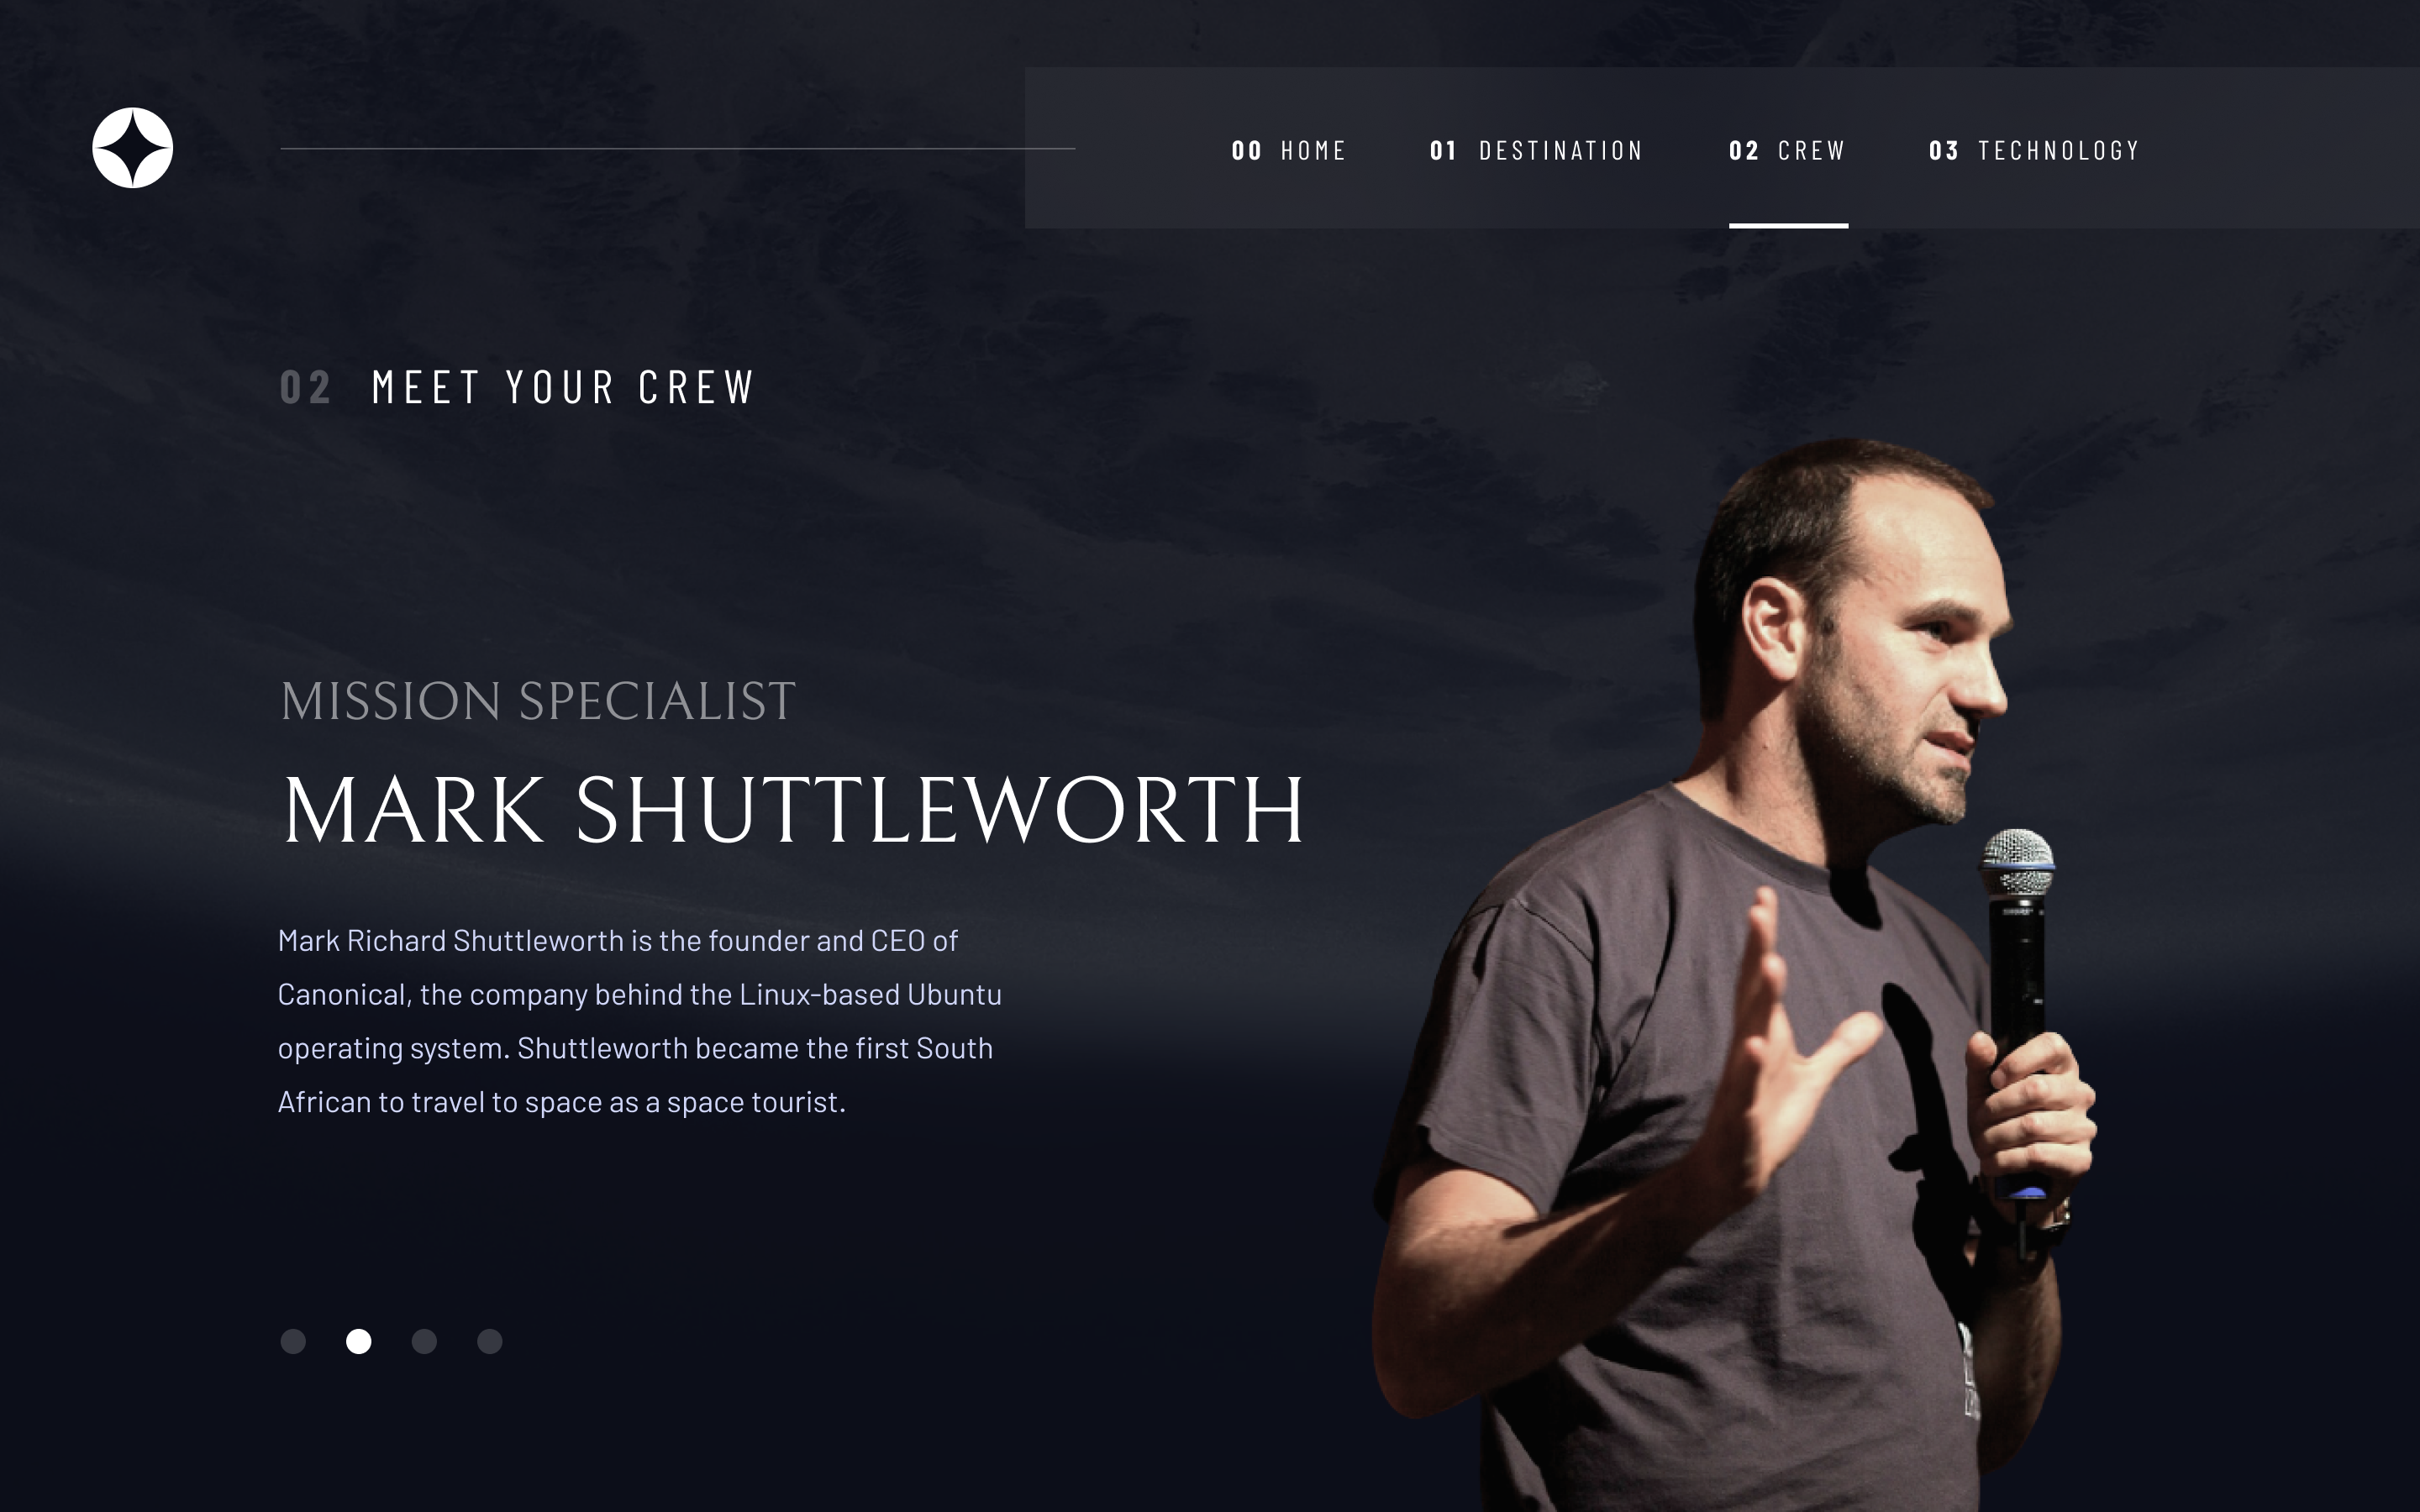 00 HOME 01 DESTINATION 02 CREW 03 TECHNOLOGY
02 MEET YOUR CREW
MISSION SPECIALIST
MARK SHUTTLEWORTH
Mark Richard Shuttleworth is the founder and CEO of
Canonical, the company behind the Linux-based Ubuntu
operating system. Shuttleworth became the first South
African to travel to space as a space tourist.